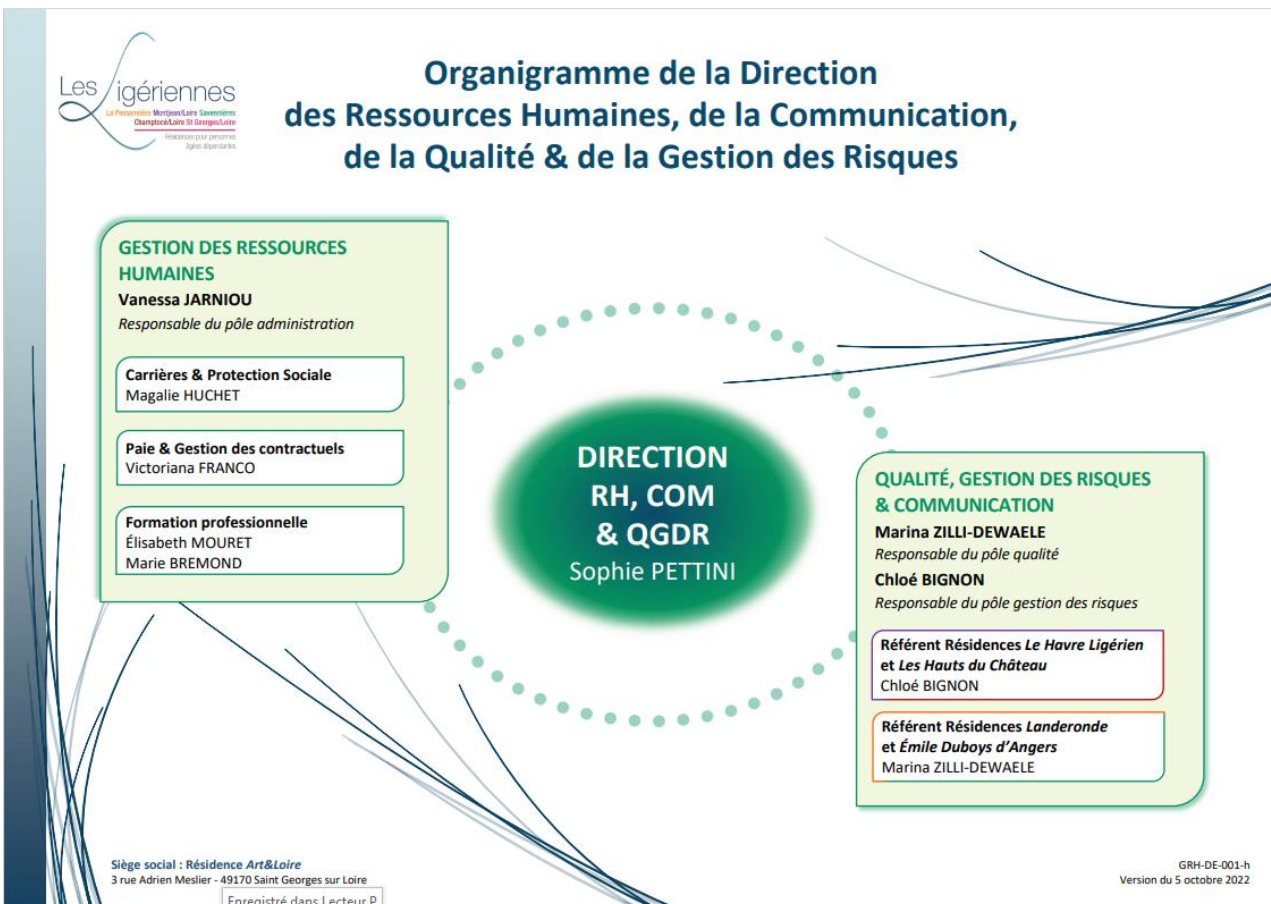 Les Ligériennes
La Possonnière Montjean/Loire Savennières
Champtocé/Loire St Georges/Loire
Résidences pour personnes
âgées dépendantes
Organigramme de la Direction
des Ressources Humaines, de la Communication,
de la Qualité & de la Gestion des Risques
GESTION DES RESSOURCES
HUMAINES
Vanessa JARNIOU
Responsable du pôle administration
Carrières & Protection Sociale
Magalie HUCHET
Paie & Gestion des contractuels
Victoriana FRANCO
Formation professionnelle
Élisabeth MOURET
Marie BREMOND
DIRECTION
RH, COM
& QGDR
Sophie PETTINI
QUALITÉ, GESTION DES RISQUES
& COMMUNICATION
Marina ZILLI-DEWAELE
Responsable du pôle qualité
Chloé BIGNON
Responsable du pôle gestion des risques
Référent Résidences Le Havre Ligérien
et Les Hauts du Château
Chloé BIGNON
Référent Résidences Landeronde
et Émile Duboys d'Angers
Marina ZILLI-DEWAELE
Siège social : Résidence Art&Loire
3 rue Adrien Meslier - 49170 Saint Georges sur Loire
Enregistré dans Lecteur P
GRH-DE-001-h
Version du 5 octobre 2022